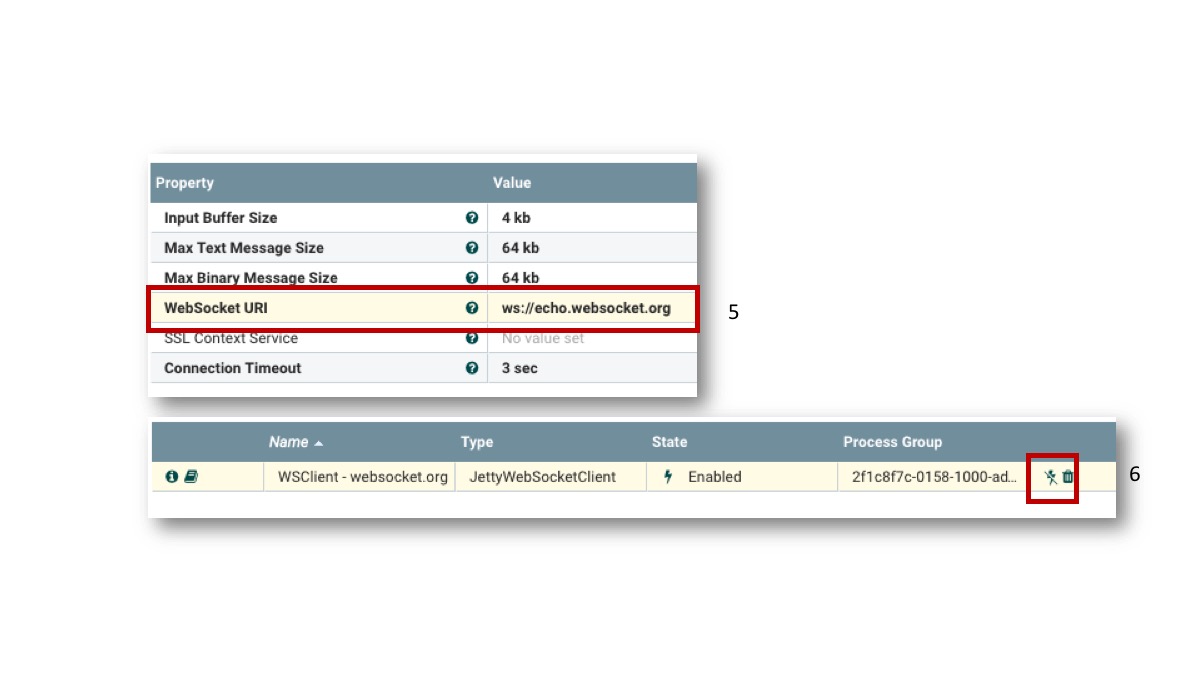 Property Value
Input Buffer Size ? 4 kb
Max Text Message Size ? 64 kb
Max Binary Message Size ? 64 kb
WebSocket URI ? ws://echo.websocket.org
5
SSL Context Service ? No value set
Connection Timeout ? 3 sec
Name Type State Process Group
WSClient - websocket.org JettyWebSocketClient Enabled 2f1c8f7c-0158-1000-ad...
6